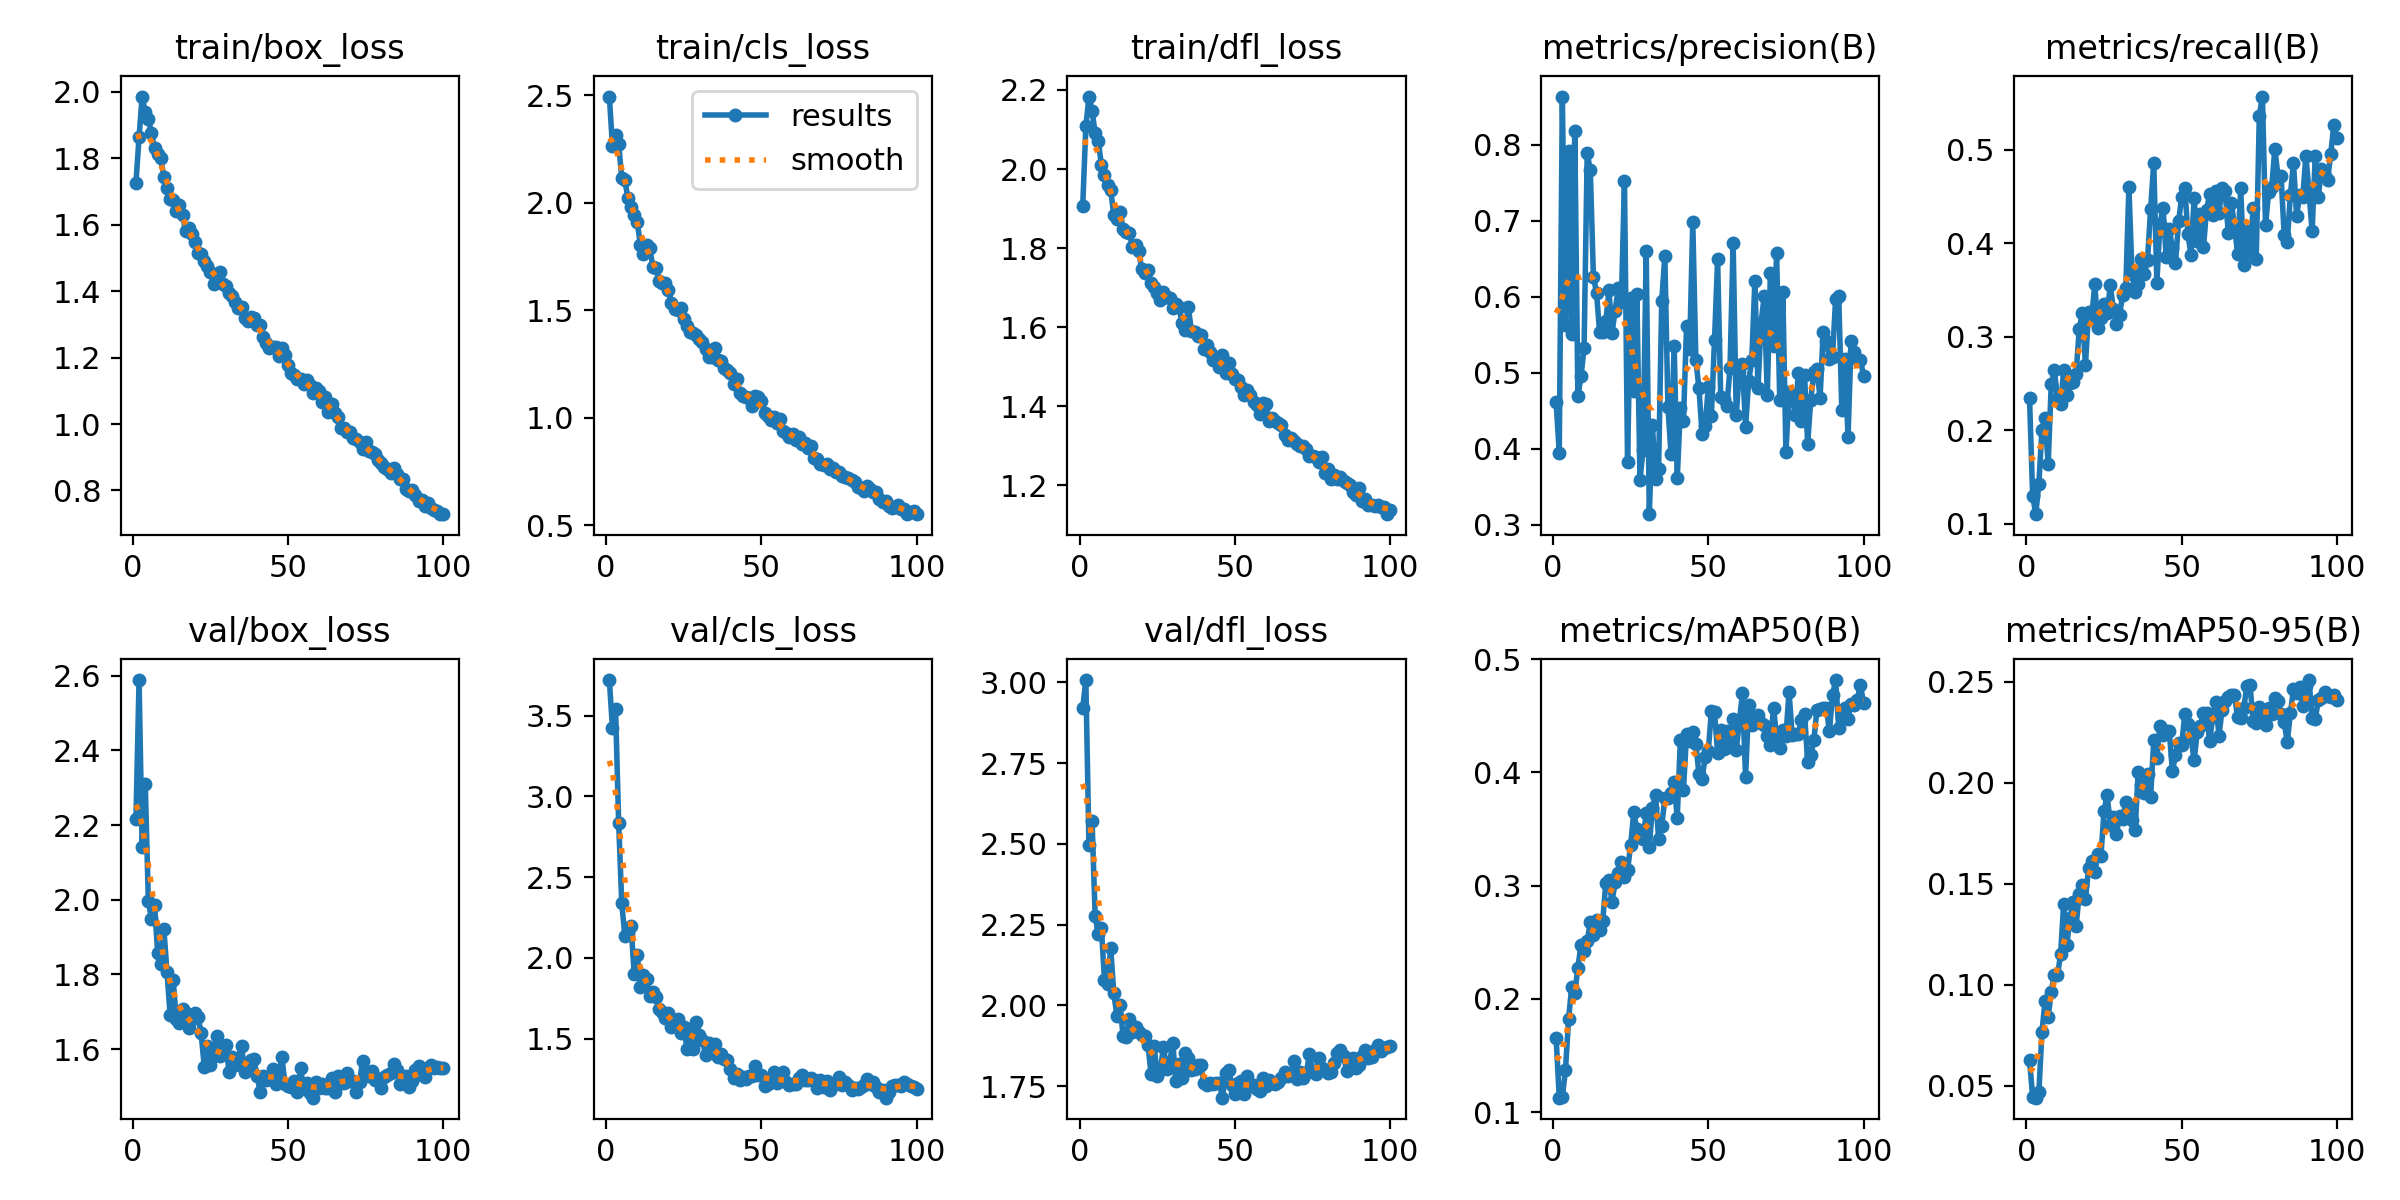 train/box_loss
2.0
1.8
1.6
1.4
1.2
1.0
0.8
0 50 100
train/cls_loss
2.5
2.0
1.5
1.0
0.5
0 50 100
results
smooth
train/dfl_loss
2.2
2.0
1.8
1.6
1.4
1.2
0 50 100
metrics/precision(B)
0.8
0.7
0.6
0.5
0.4
0.3
0 50 100
metrics/recall(B)
0.5
0.4
0.3
0.2
0.1
0 50 100
val/box_loss
2.6
2.4
2.2
2.0
1.8
1.6
0 50 100
val/cls_loss
3.5
3.0
2.5
2.0
1.5
0 50 100
val/dfl_loss
3.00
2.75
2.50
2.25
2.00
1.75
0 50 100
metrics/mAP50(B)
0.5
0.4
0.3
0.2
0.1
0 50 100
metrics/mAP50-95(B)
0.25
0.20
0.15
0.10
0.05
0 50 100